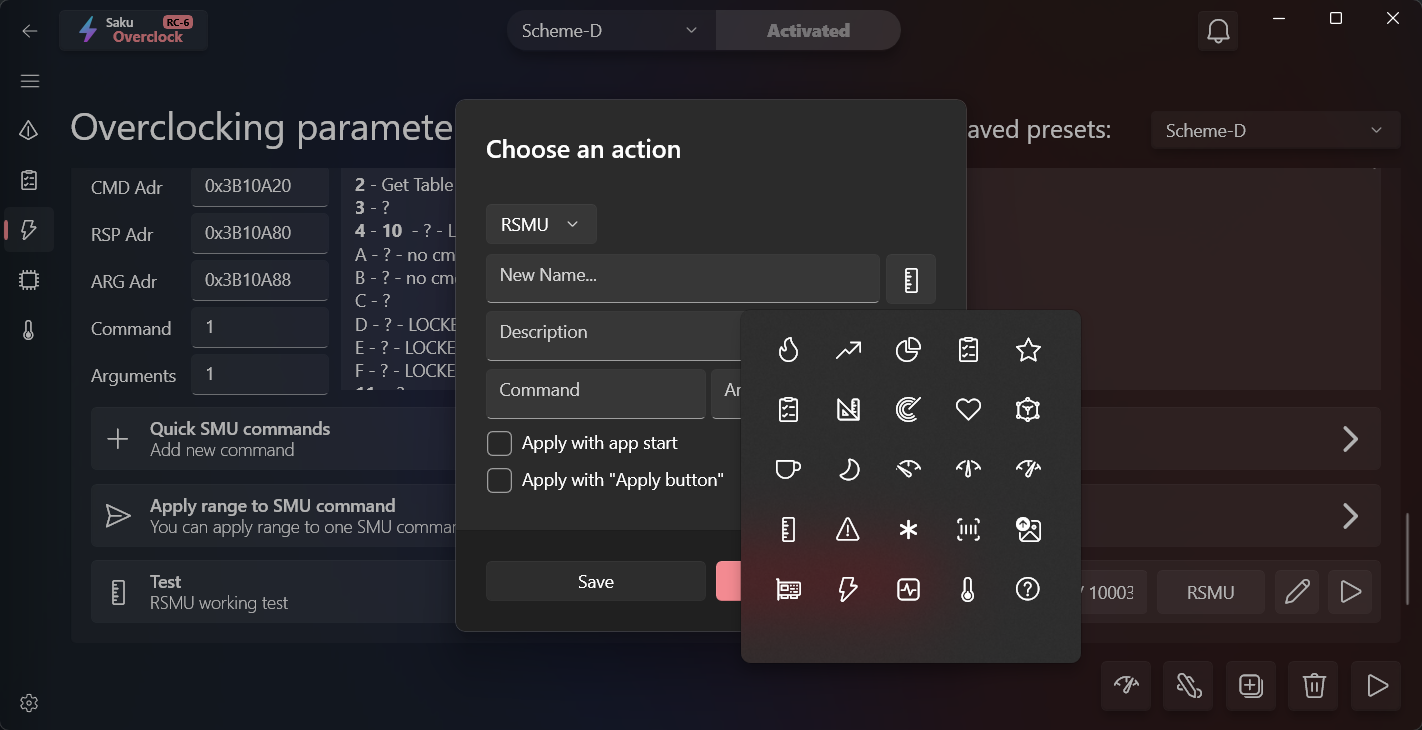 Saku RC-6
Overclock
Scheme-D
Activated
Overclocking paramete
aved presets:
Scheme-D
CMD Adr
0x3B10A20
RSP Adr
0x3B10A80
ARG Adr
0x3B10A88
Command
1
Arguments
1
2 - Get Table
3 - ?
4 - 10 - ? - L
A - ? - no cm
B - ? - no cm
C - ?
D - ? - LOCKE
E - ? - LOCKE
F - ? - LOCKE
Quick SMU commands
Add new command
Apply range to SMU command
You can apply range to one SMU comma
Test
RSMU working test
/ 10003
RSMU
Choose an action
RSMU
New Name...
Description
Command
Ar
Apply with app start
Apply with "Apply button"
Save